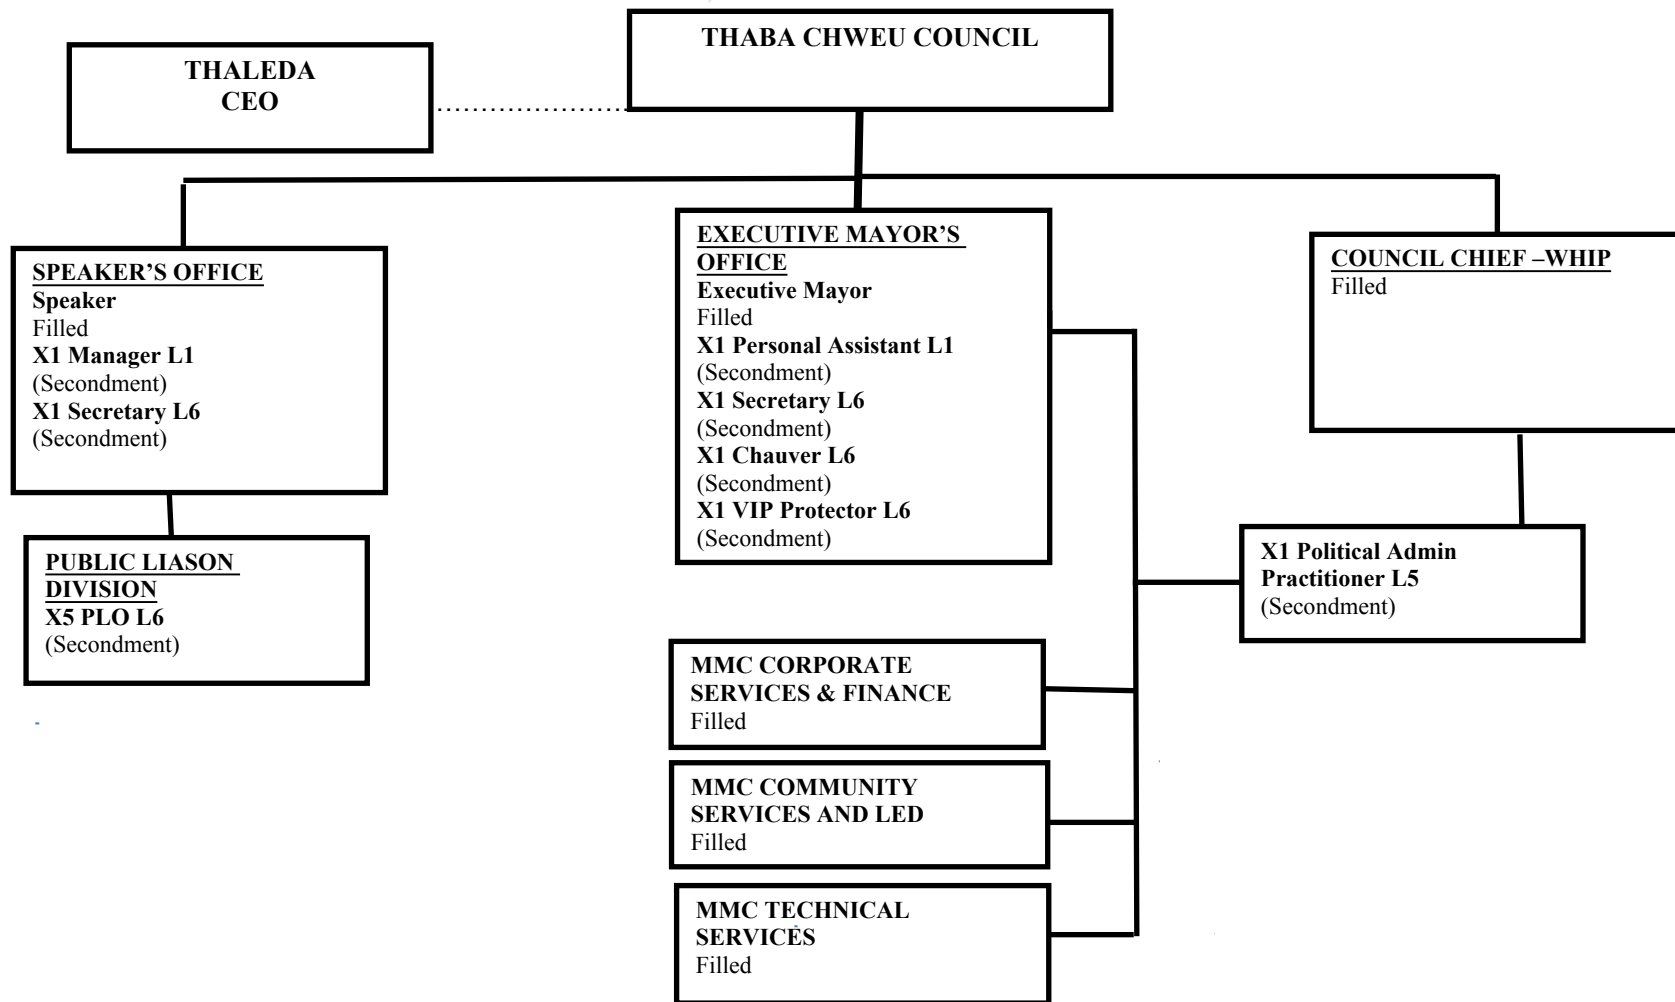 THABA CHWEU COUNCIL
THALEDA
CEO
SPEAKER’S OFFICE
Speaker
Filled
X1 Manager L1
(Secondment)
X1 Secretary L6
(Secondment)
PUBLIC LIASON
DIVISION
X5 PLO L6
(Secondment)
EXECUTIVE MAYOR’S
OFFICE
Executive Mayor
Filled
X1 Personal Assistant L1
(Secondment)
X1 Secretary L6
(Secondment)
X1 Chauver L6
(Secondment)
X1 VIP Protector L6
(Secondment)
COUNCIL CHIEF –WHIP
Filled
X1 Political Admin
Practitioner L5
(Secondment)
MMC CORPORATE
SERVICES & FINANCE
Filled
MMC COMMUNITY
SERVICES AND LED
Filled
MMC TECHNICAL
SERVICES
Filled